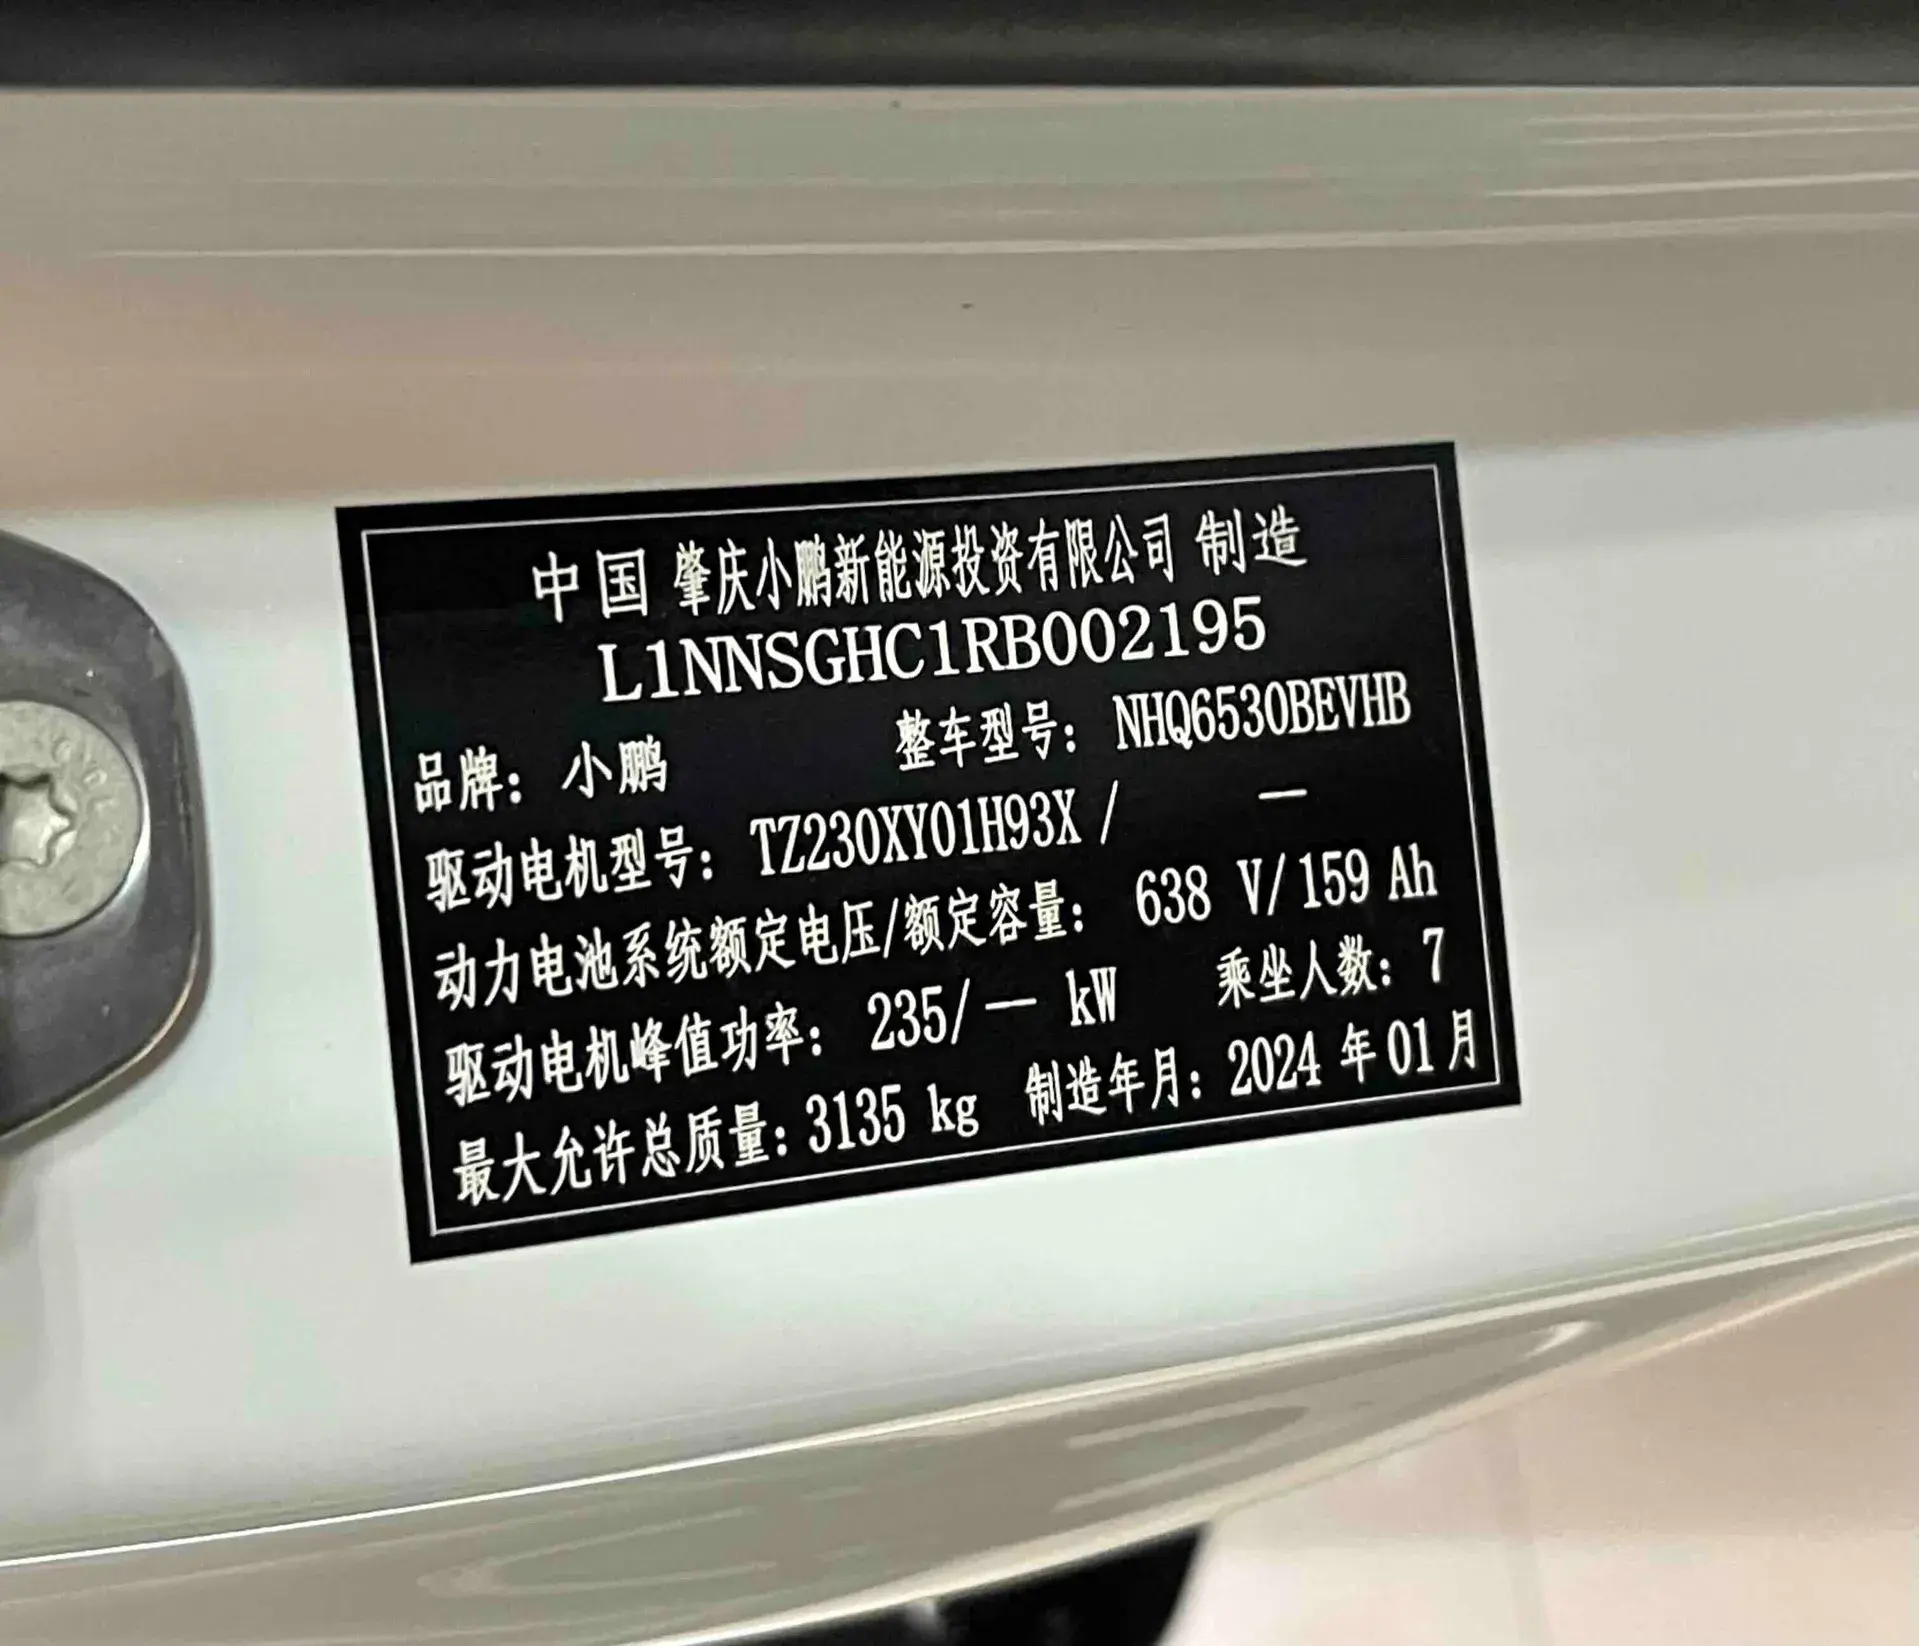 中国 肇庆小鹏新能源投资有限公司 制造
L1NNSGHC1RB002195
品牌： 小鹏 整车型号： NHQ6530BEVHB
驱动电机型号： TZ230XY01H93X / —
动力电池系统额定电压/额定容量： 638 V/159 Ah
驱动电机峰值功率： 235/— kW 乘坐人数： 7
最大允许总质量：3135 kg 制造年月：2024 年01月